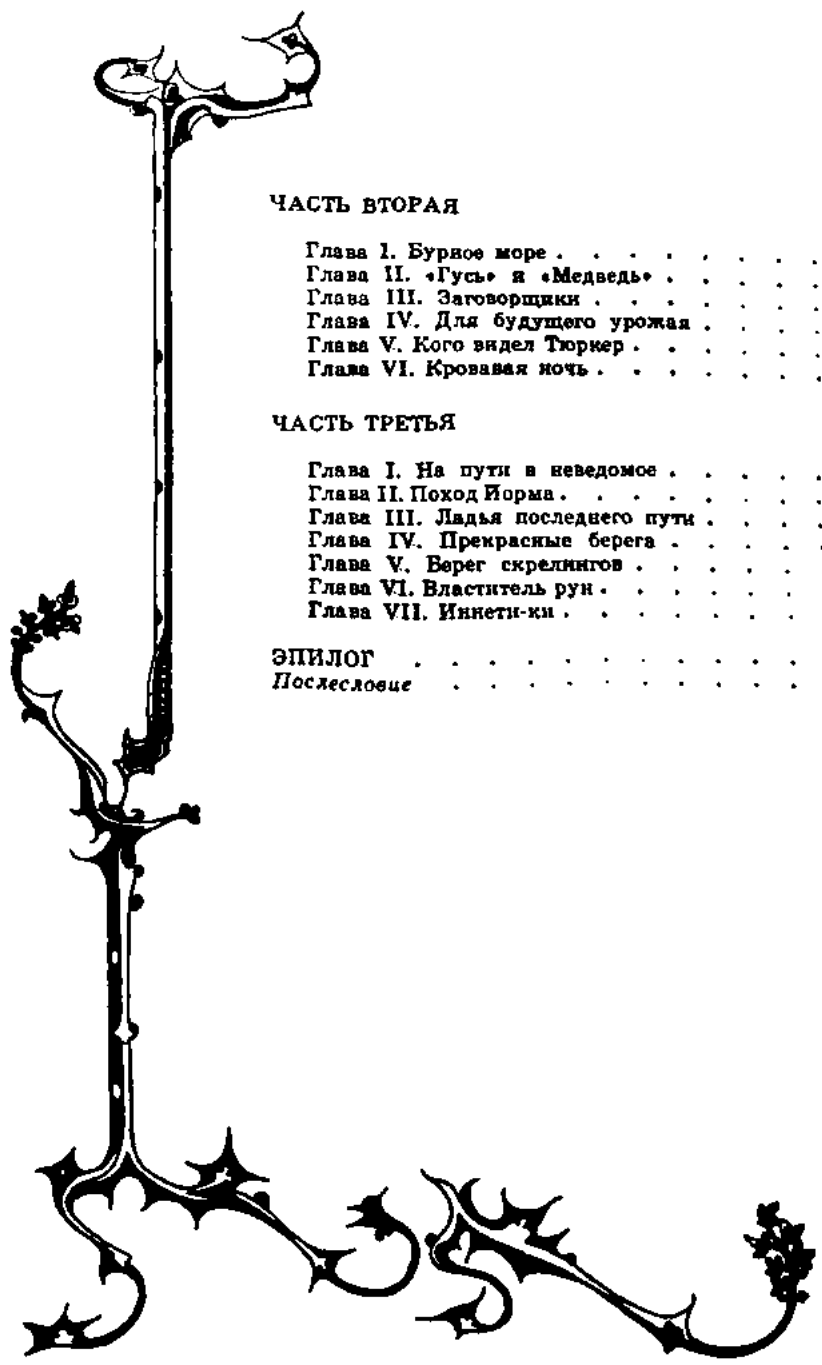 ЧАСТЬ ВТОРАЯ
Глава I. Бурное море . . . . . . .
Глава II. «Гусь» и «Медведь» . . . . .
Глава III. Заговорщики . . . . . .
Глава IV. Для будущего урожая . . . .
Глава V. Кого видел Тюркер . . . . .
Глава VI. Кровавая ночь . . . . . .
ЧАСТЬ ТРЕТЬЯ
Глава I. На пути в неведомое . . . . .
Глава II. Поход Йорма . . . . . . .
Глава III. Ладья последнего пути . . . .
Глава IV. Прекрасные берега . . . . .
Глава V. Берег скрелингов . . . . .
Глава VI. Властитель рун . . . . . .
Глава VII. Иннети-ки . . . . . . .
ЭПИЛОГ . . . . . . . . . . .
Послесловие . . . . . . . . . .